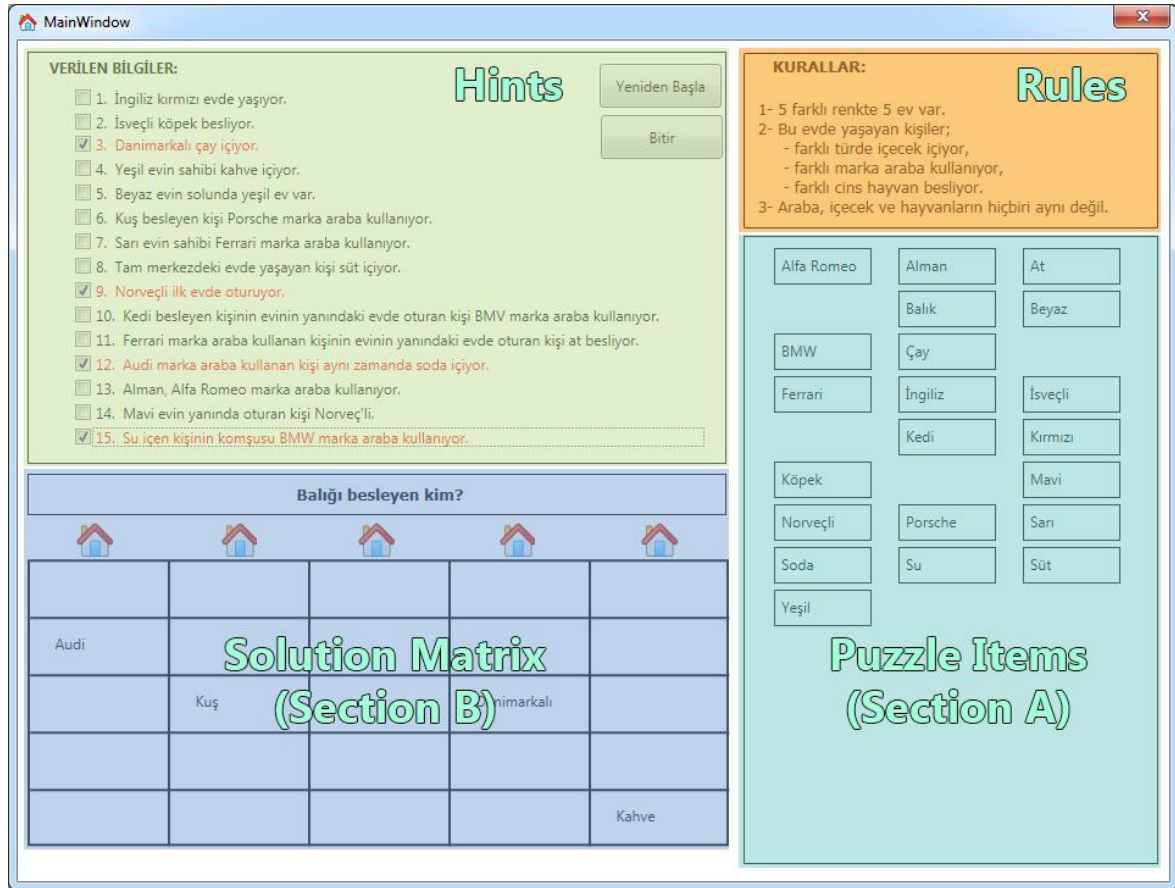 MainWindow
x
VERİLEN BİLGİLER:
Hints
Yeniden Başla
Bitir
1. İngiliz kırmızı evde yaşıyor.
2. İsveçli köpek besliyor.
3. Danimarkalı çay içiyor.
4. Yeşil evin sahibi kahve içiyor.
5. Beyaz evin solunda yeşil ev var.
6. Kuş besleyen kişi Porsche marka araba kullanıyor.
7. Sarı evin sahibi Ferrari marka araba kullanıyor.
8. Tam merkezdeki evde yaşayan kişi süt içiyor.
9. Norveçli ilk evde oturuyor.
10. Kedi besleyen kişinin evinin yanındaki evde oturan kişi BMV marka araba kullanıyor.
11. Ferrari marka araba kullanan kişinin evinin yanındaki evde oturan kişi at besliyor.
12. Audi marka araba kullanan kişi aynı zamanda soda içiyor.
13. Alman, Alfa Romeo marka araba kullanıyor.
14. Mavi evin yanında oturan kişi Norveç'li.
15. Su içen kişinin komşusu BMW marka araba kullanıyor.
KURALLAR:
Rules
1- 5 farklı renkte 5 ev var.
2- Bu evde yaşayan kişiler;
- farklı türde içecek içiyor,
- farklı marka araba kullanıyor,
- farklı cins hayvan besliyor.
3- Araba, içecek ve hayvanların hiçbiri aynı değil.
Balığı besleyen kim?
Audi
Solution Matrix
Kuş
(Section B)
Danimarkalı
Kahve
Alfa Romeo Alman At
Balık Beyaz
BMW Çay
Ferrari İngiliz İsveçli
Kedi Kırmızı
Köpek Mavi
Norveçli Porsche Sarı
Soda Su Süt
Yeşil
Puzzle Items
(Section A)